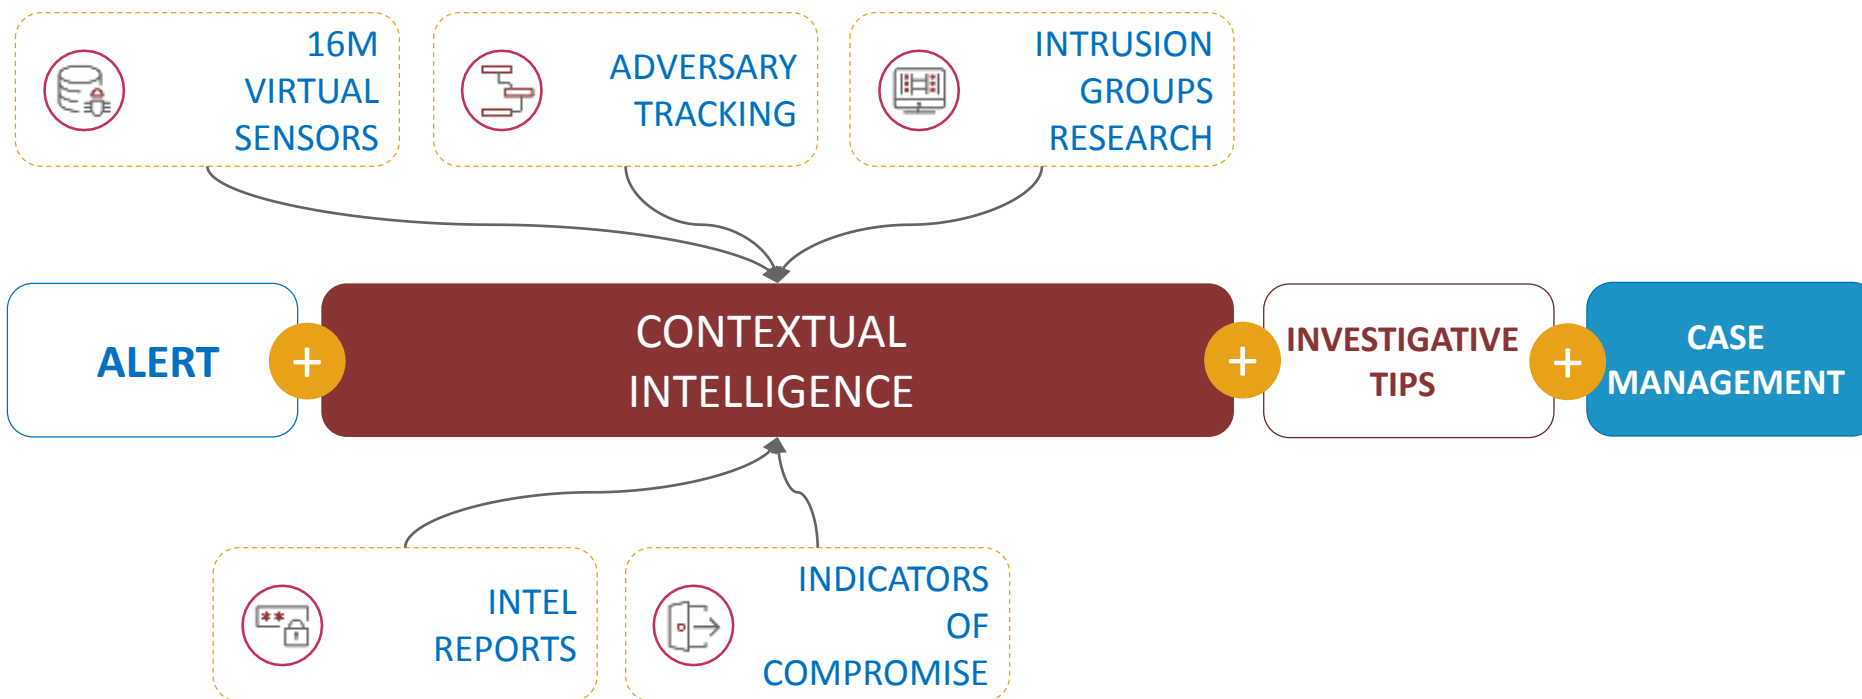 16M
VIRTUAL
SENSORS
ADVERSARY
TRACKING
INTRUSION
GROUPS
RESEARCH
ALERT
+
CONTEXTUAL
INTELLIGENCE
+
INVESTIGATIVE
TIPS
+
CASE
MANAGEMENT
**
INTEL
REPORTS
INDICATORS
OF
COMPROMISE